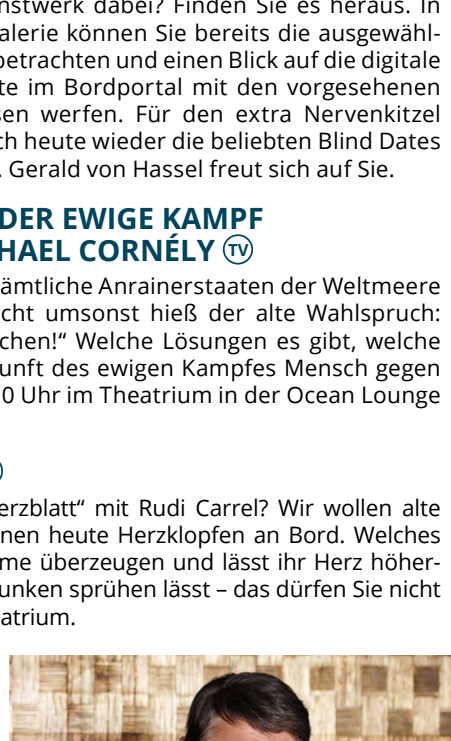 nstwerk dabei? Finden Sie es heraus. In
alerie können Sie bereits die ausgewähl-
betrachten und einen Blick auf die digitale
te im Bordportal mit den vorgesehenen
sen werfen. Für den extra Nervenkitzel
ch heute wieder die beliebten Blind Dates
. Gerald von Hassel freut sich auf Sie.
DER EWIGE KAMPF
HAEL CORNÉLY TV
ämtliche Anrainerstaaten der Weltmeere
cht umsonst hieß der alte Wahlspruch:
chen!“ Welche Lösungen es gibt, welche
unft des ewigen Kampfes Mensch gegen
0 Uhr im Theatrium in der Ocean Lounge
erzblatt“ mit Rudi Carrel? Wir wollen alte
nen heute Herzklopfen an Bord. Welches
me überzeugen und lässt ihr Herz höher-
unken sprühen lässt – das dürfen Sie nicht
eatrium.